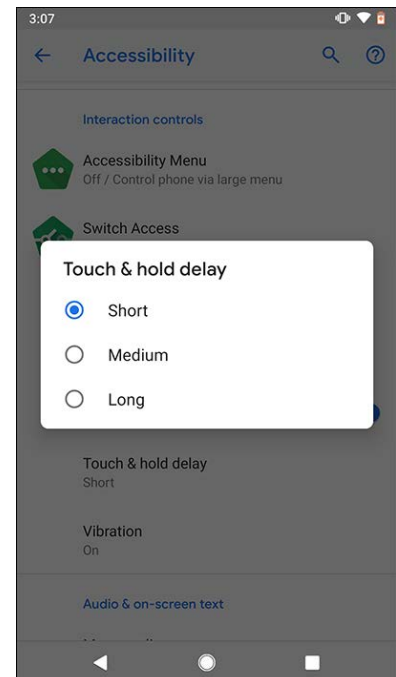 3:07
Accessibility
Interaction controls
Accessibility Menu
Off / Control phone via large menu
Switch Access
Touch & hold delay
Short
Medium
Long
Touch & hold delay
Short
Vibration
On
Audio & on-screen text